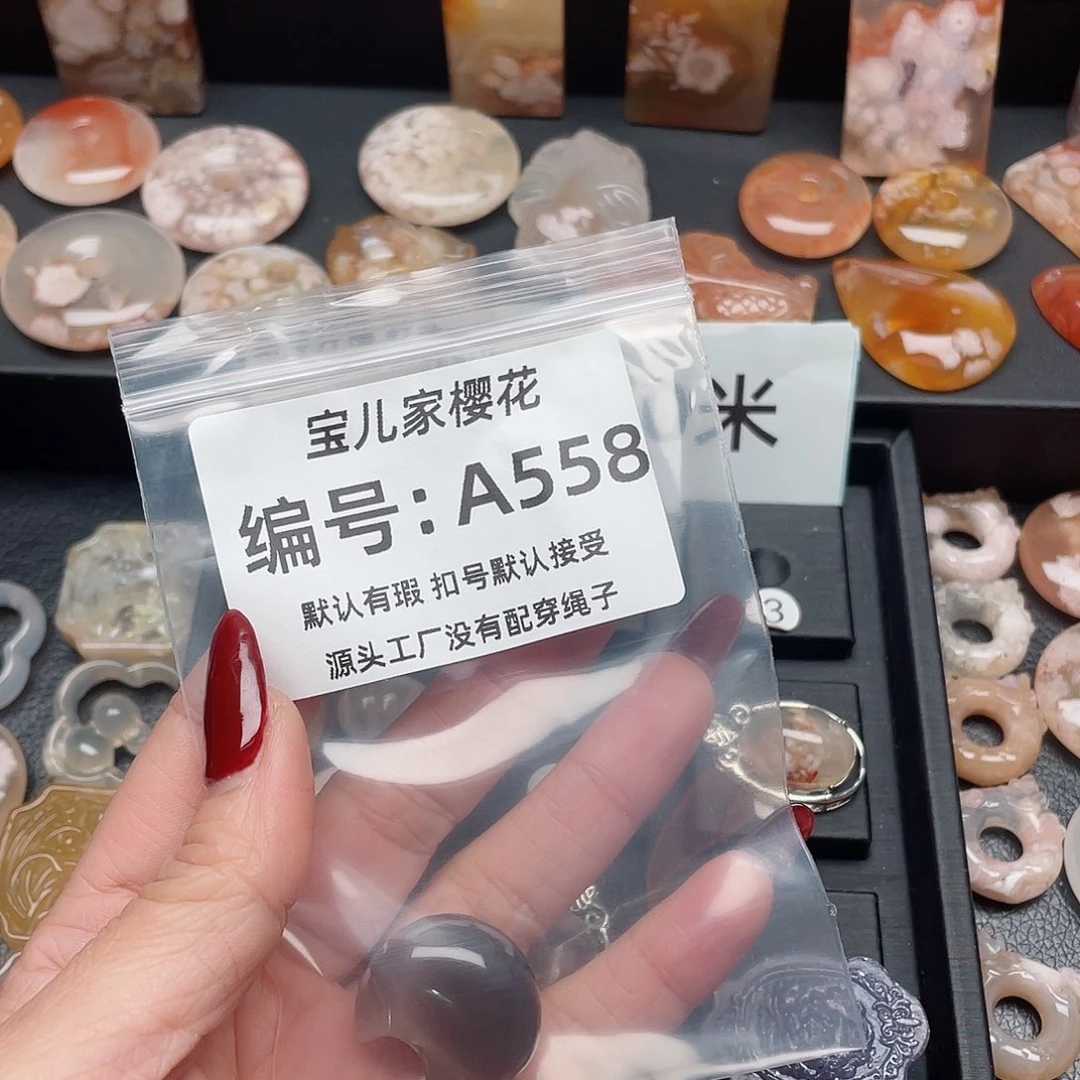 宝儿家樱花
编号：A558
默认有瑕 扣号默认接受
源头工厂没有配穿绳子
米
3